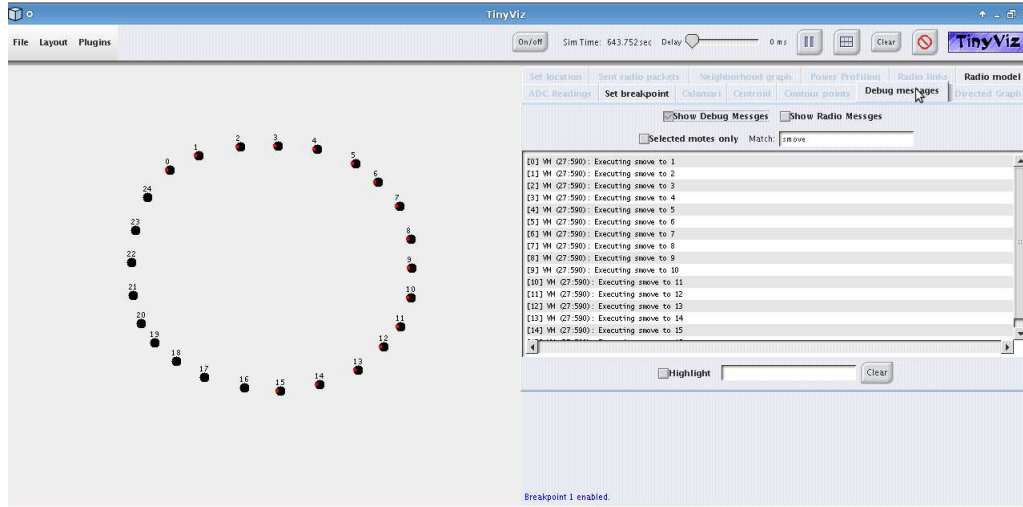 TinyViz
File Layout Plugins
On/off Sim Time: 643.752sec Delay 0 ms Clear TinyViz
Set location Sent radio packets Neighborhood graph Power Profiling Radio links Radio model
ADC Readings Set breakpoint Calamari Centroid Contour points Debug messages Directed Graph
Show Debug Messges Show Radio Messges
Selected motes only Match: smove
[0] VM (27:590): Executing smove to 1
[1] VM (27:590): Executing smove to 2
[2] VM (27:590): Executing smove to 3
[3] VM (27:590): Executing smove to 4
[4] VM (27:590): Executing smove to 5
[5] VM (27:590): Executing smove to 6
[6] VM (27:590): Executing smove to 7
[7] VM (27:590): Executing smove to 8
[8] VM (27:590): Executing smove to 9
[9] VM (27:590): Executing smove to 10
[10] VM (27:590): Executing smove to 11
[11] VM (27:590): Executing smove to 12
[12] VM (27:590): Executing smove to 13
[13] VM (27:590): Executing smove to 14
[14] VM (27:590): Executing smove to 15
Highlight Clear
Breakpoint 1 enabled.
0
1
2
3
4
5
6
7
8
9
10
11
12
13
14
15
16
17
18
19
20
21
22
23
24